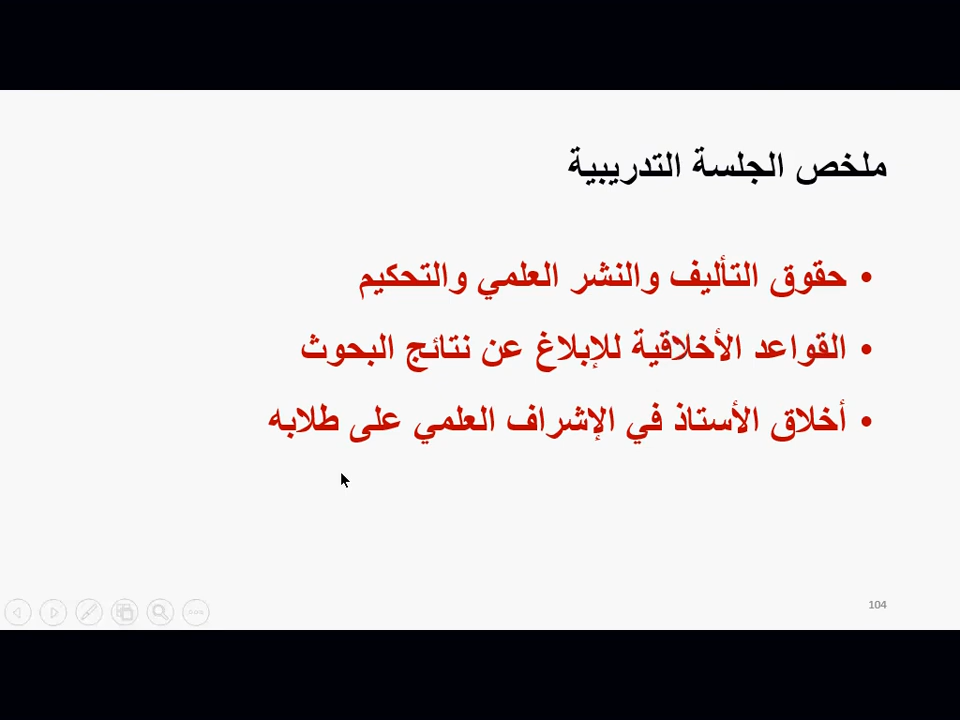 ملخص الجلسة التدريبية
• حقوق التأليف والنشر العلمي والتحكيم
• القواعد الأخلاقية للإبلاغ عن نتائج البحوث
• أخلاق الأستاذ في الإشراف العلمي على طلابه
104